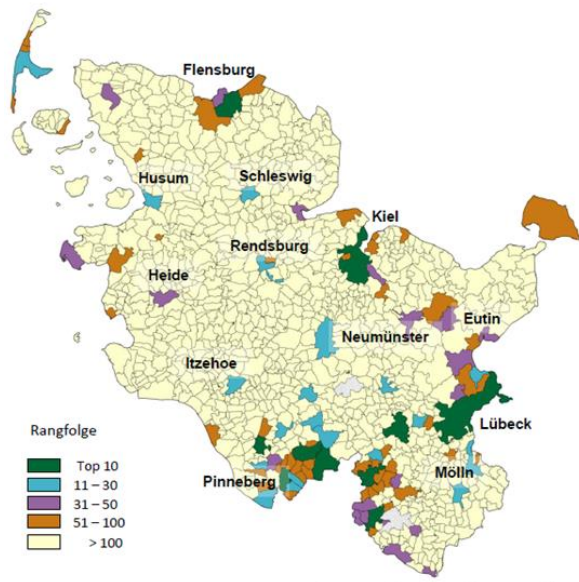 Flensburg
Husum
Schleswig
Kiel
Rendsburg
Heide
Eutin
Neumünster
Itzehoe
Lübeck
Rangfolge
Mölln
Pinneberg
Top 10
11 – 30
31 – 50
51 – 100
> 100